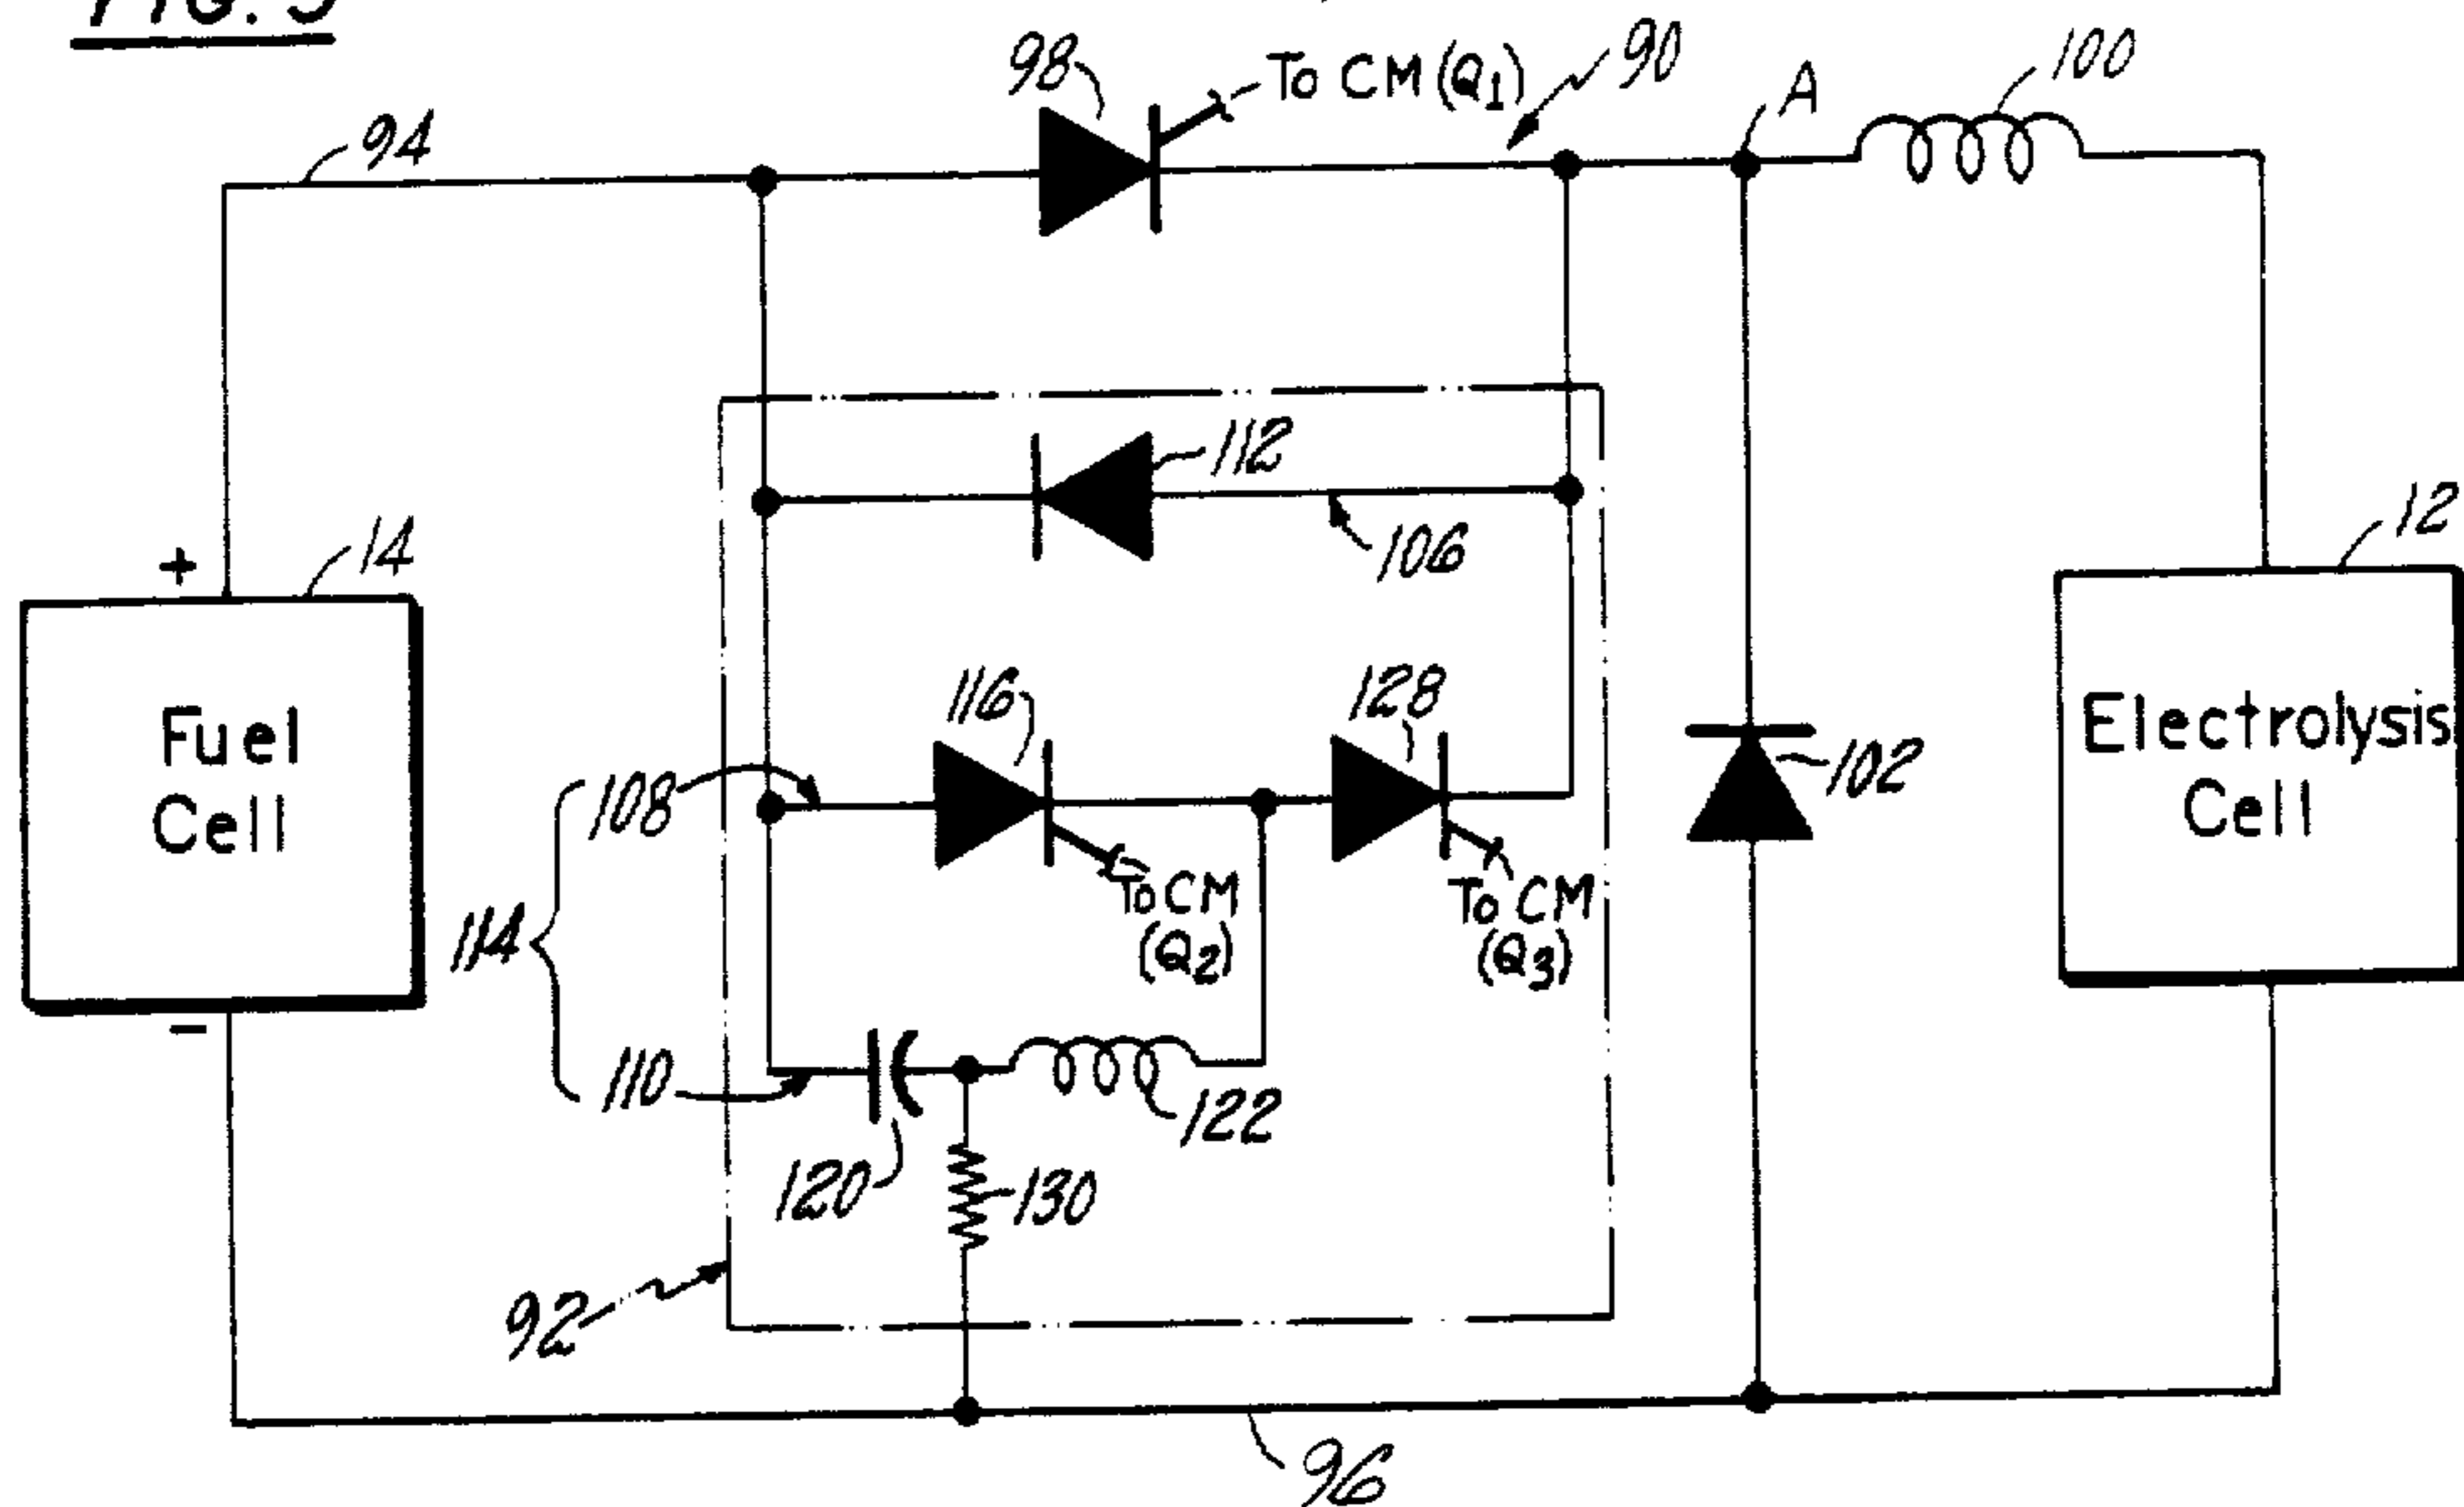 FIG. 5
98
To CM (Q1)
90
A
100
94
112
106
14
12
+
Fuel
Cell
−
116
128
Electrolysis
Cell
102
108
To CM
(Q2)
To CM
(Q3)
114
110
122
120
130
92
96